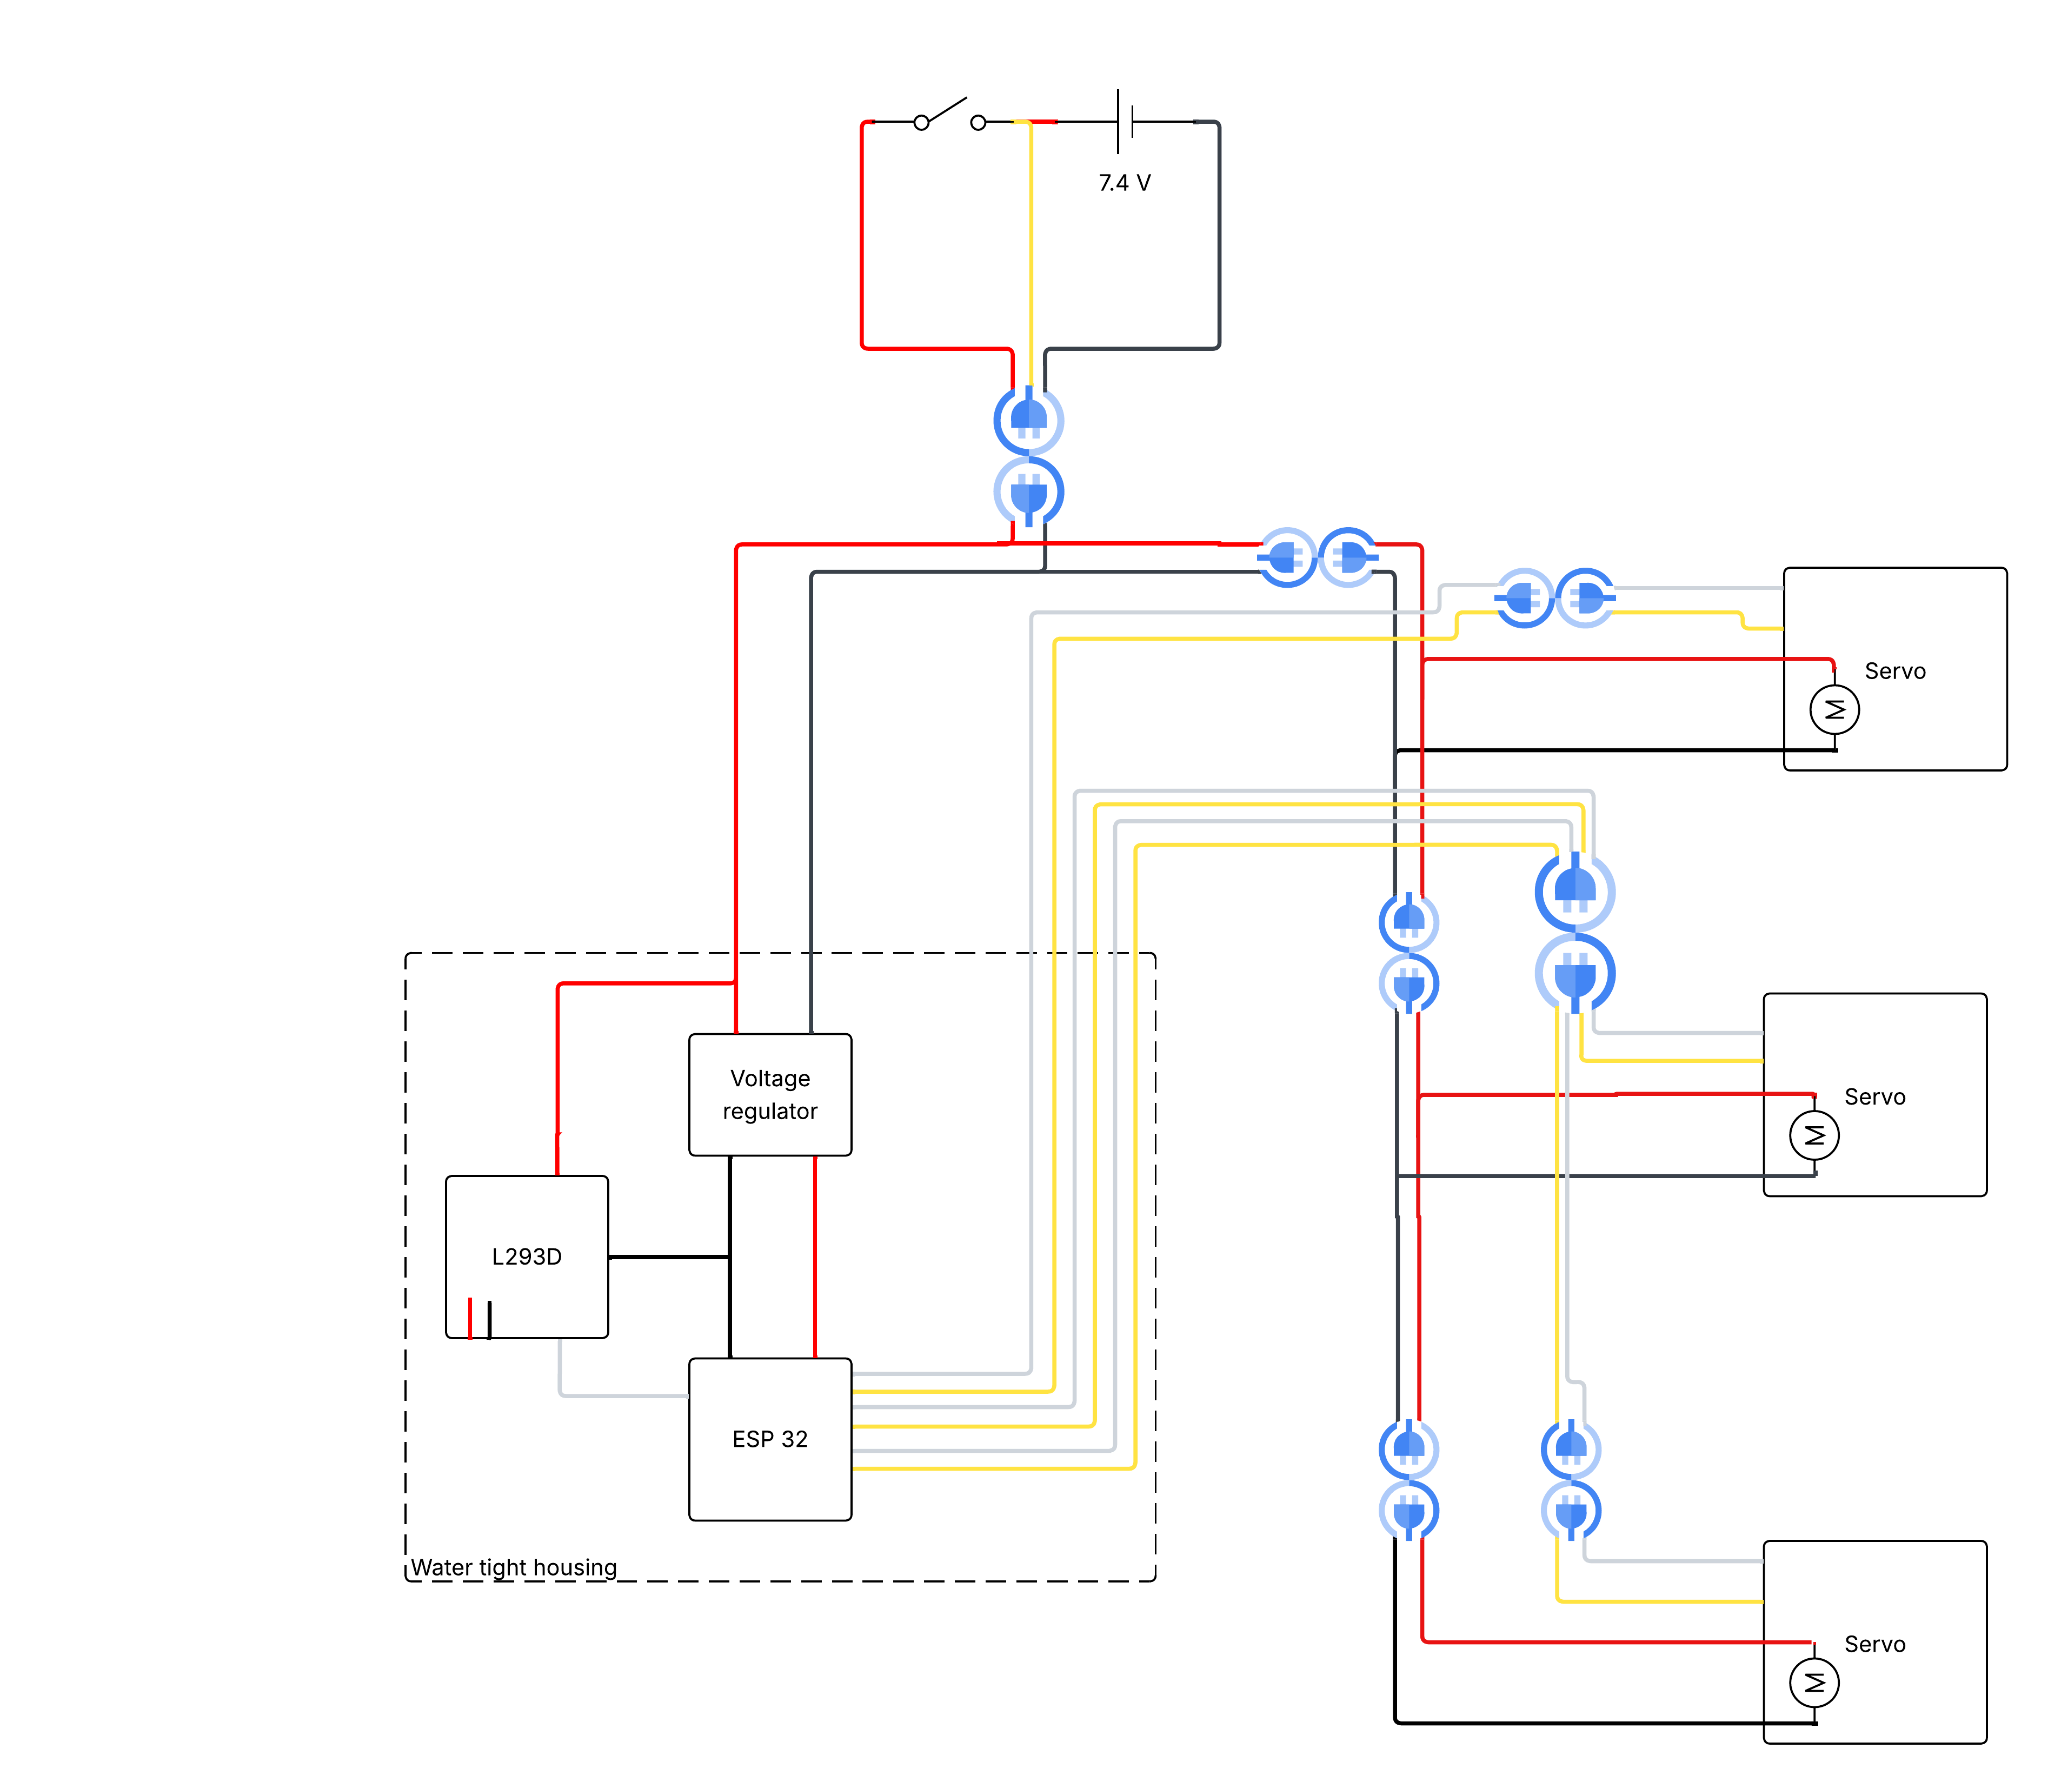 7.4 V
Servo
Voltage
regulator
Servo
L293D
ESP 32
Water tight housing
Servo
M
M
M